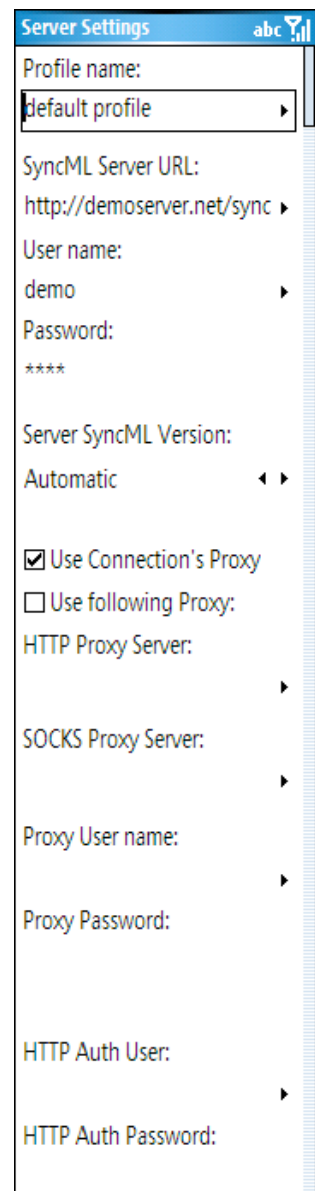 Server Settings abc
Profile name:
default profile
SyncML Server URL:
http://demoserver.net/sync
User name:
demo
Password:
****
Server SyncML Version:
Automatic
Use Connection's Proxy
Use following Proxy:
HTTP Proxy Server:
SOCKS Proxy Server:
Proxy User name:
Proxy Password:
HTTP Auth User:
HTTP Auth Password: